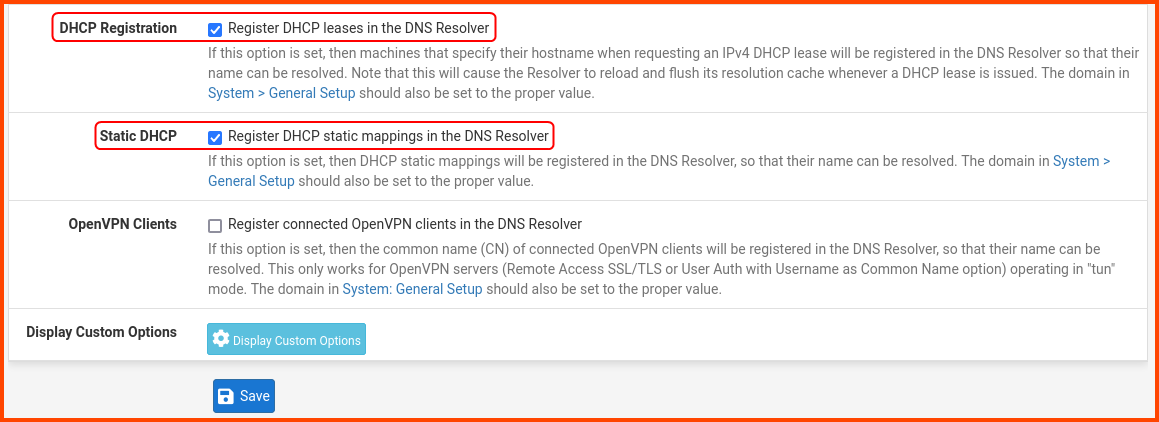 DHCP Registration Register DHCP leases in the DNS Resolver
If this option is set, then machines that specify their hostname when requesting an IPv4 DHCP lease will be registered in the DNS Resolver so that their
name can be resolved. Note that this will cause the Resolver to reload and flush its resolution cache whenever a DHCP lease is issued. The domain in
System > General Setup should also be set to the proper value.
Static DHCP Register DHCP static mappings in the DNS Resolver
If this option is set, then DHCP static mappings will be registered in the DNS Resolver, so that their name can be resolved. The domain in System >
General Setup should also be set to the proper value.
OpenVPN Clients Register connected OpenVPN clients in the DNS Resolver
If this option is set, then the common name (CN) of connected OpenVPN clients will be registered in the DNS Resolver, so that their name can be
resolved. This only works for OpenVPN servers (Remote Access SSL/TLS or User Auth with Username as Common Name option) operating in "tun"
mode. The domain in System: General Setup should also be set to the proper value.
Display Custom Options Display Custom Options
Save